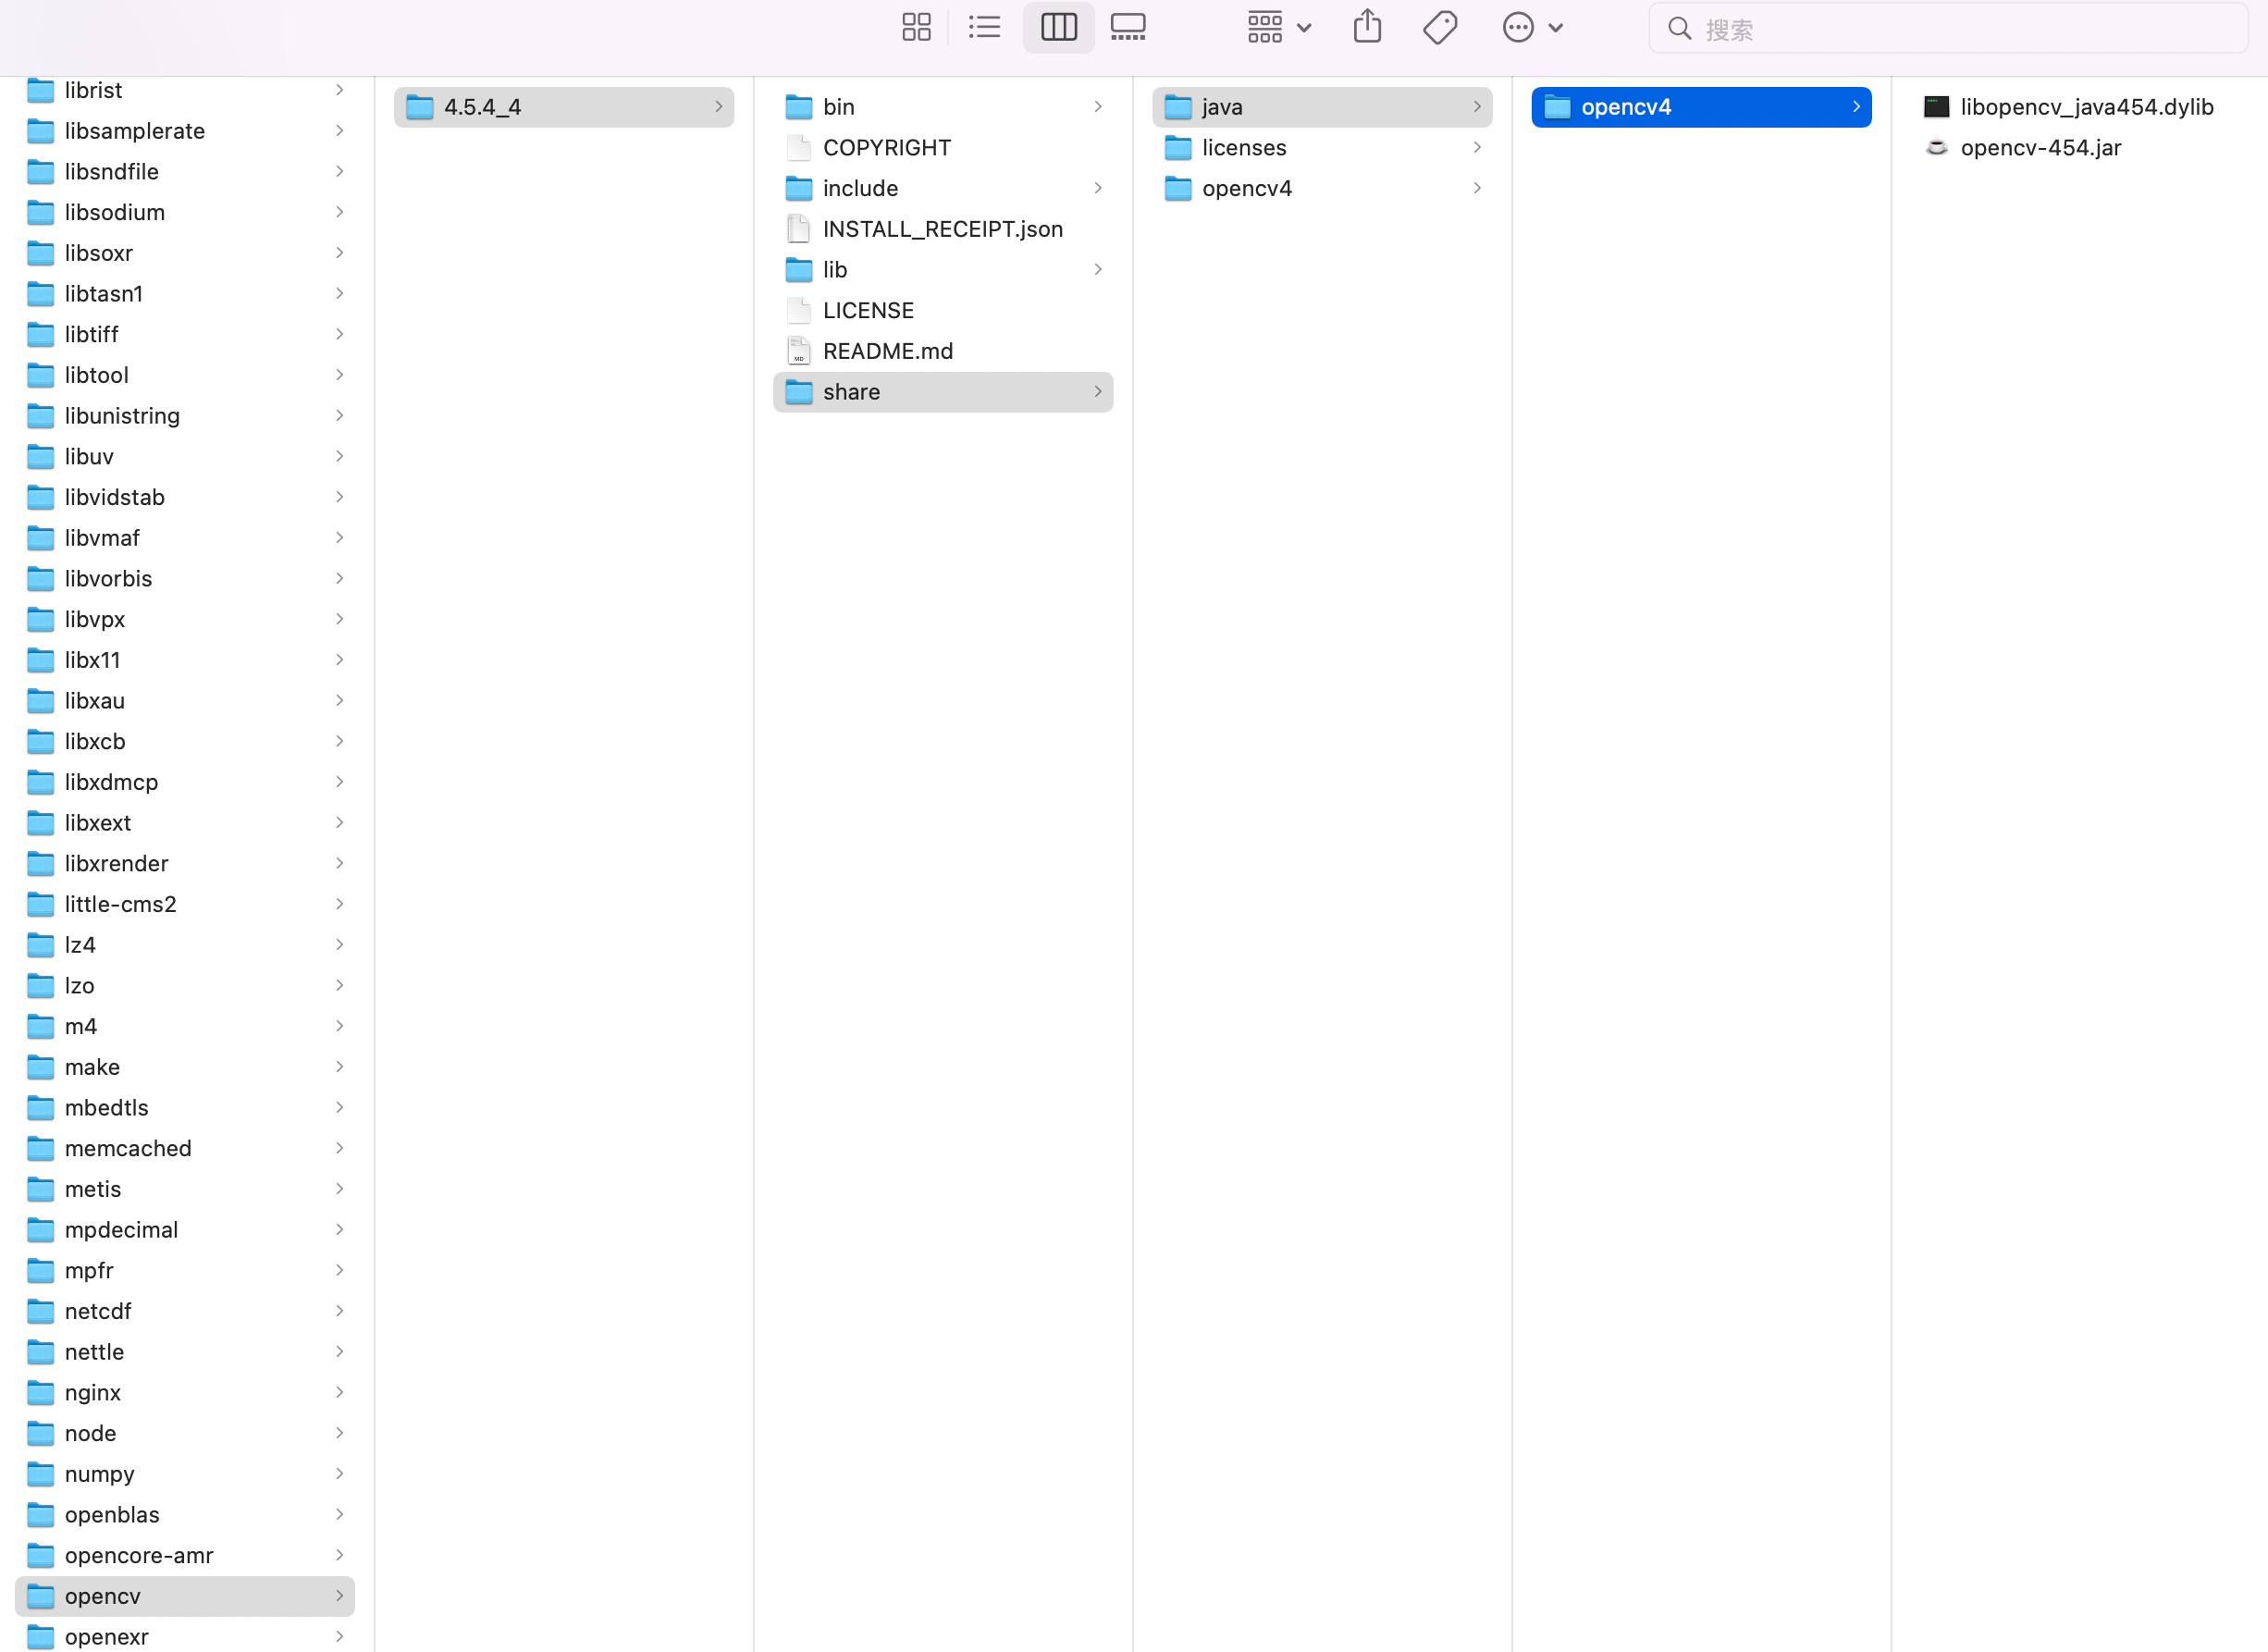 搜索
librist
libsamplerate
libsndfile
libsodium
libsoxr
libtasn1
libtiff
libtool
libunistring
libuv
libvidstab
libvmaf
libvorbis
libvpx
libx11
libxau
libxcb
libxdmcp
libxext
libxrender
little-cms2
lz4
lzo
m4
make
mbedtls
memcached
metis
mpdecimal
mpfr
netcdf
nettle
nginx
node
numpy
openblas
opencore-amr
opencv
openexr
4.5.4_4
bin
COPYRIGHT
include
INSTALL_RECEIPT.json
lib
LICENSE
README.md
share
java
licenses
opencv4
opencv4
libopencv_java454.dylib
opencv-454.jar